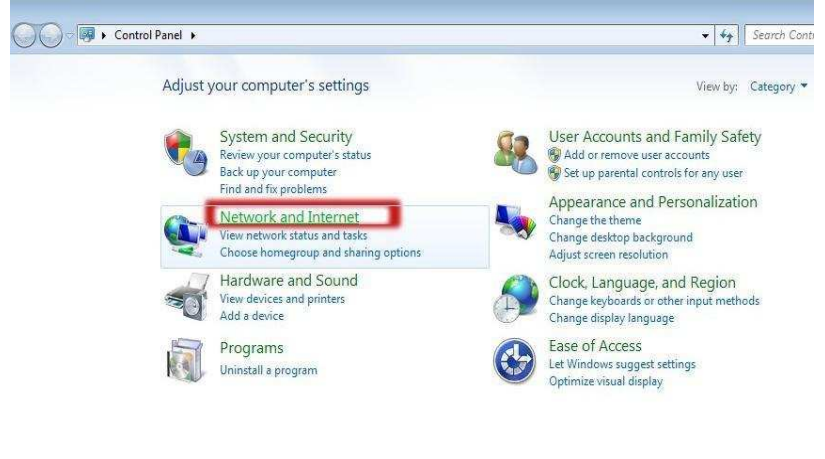 Control Panel
Search Cont
Adjust your computer's settings
View by: Category
System and Security
Review your computer's status
Back up your computer
Find and fix problems
Network and Internet
View network status and tasks
Choose homegroup and sharing options
Hardware and Sound
View devices and printers
Add a device
Programs
Uninstall a program
User Accounts and Family Safety
Add or remove user accounts
Set up parental controls for any user
Appearance and Personalization
Change the theme
Change desktop background
Adjust screen resolution
Clock, Language, and Region
Change keyboards or other input methods
Change display language
Ease of Access
Let Windows suggest settings
Optimize visual display